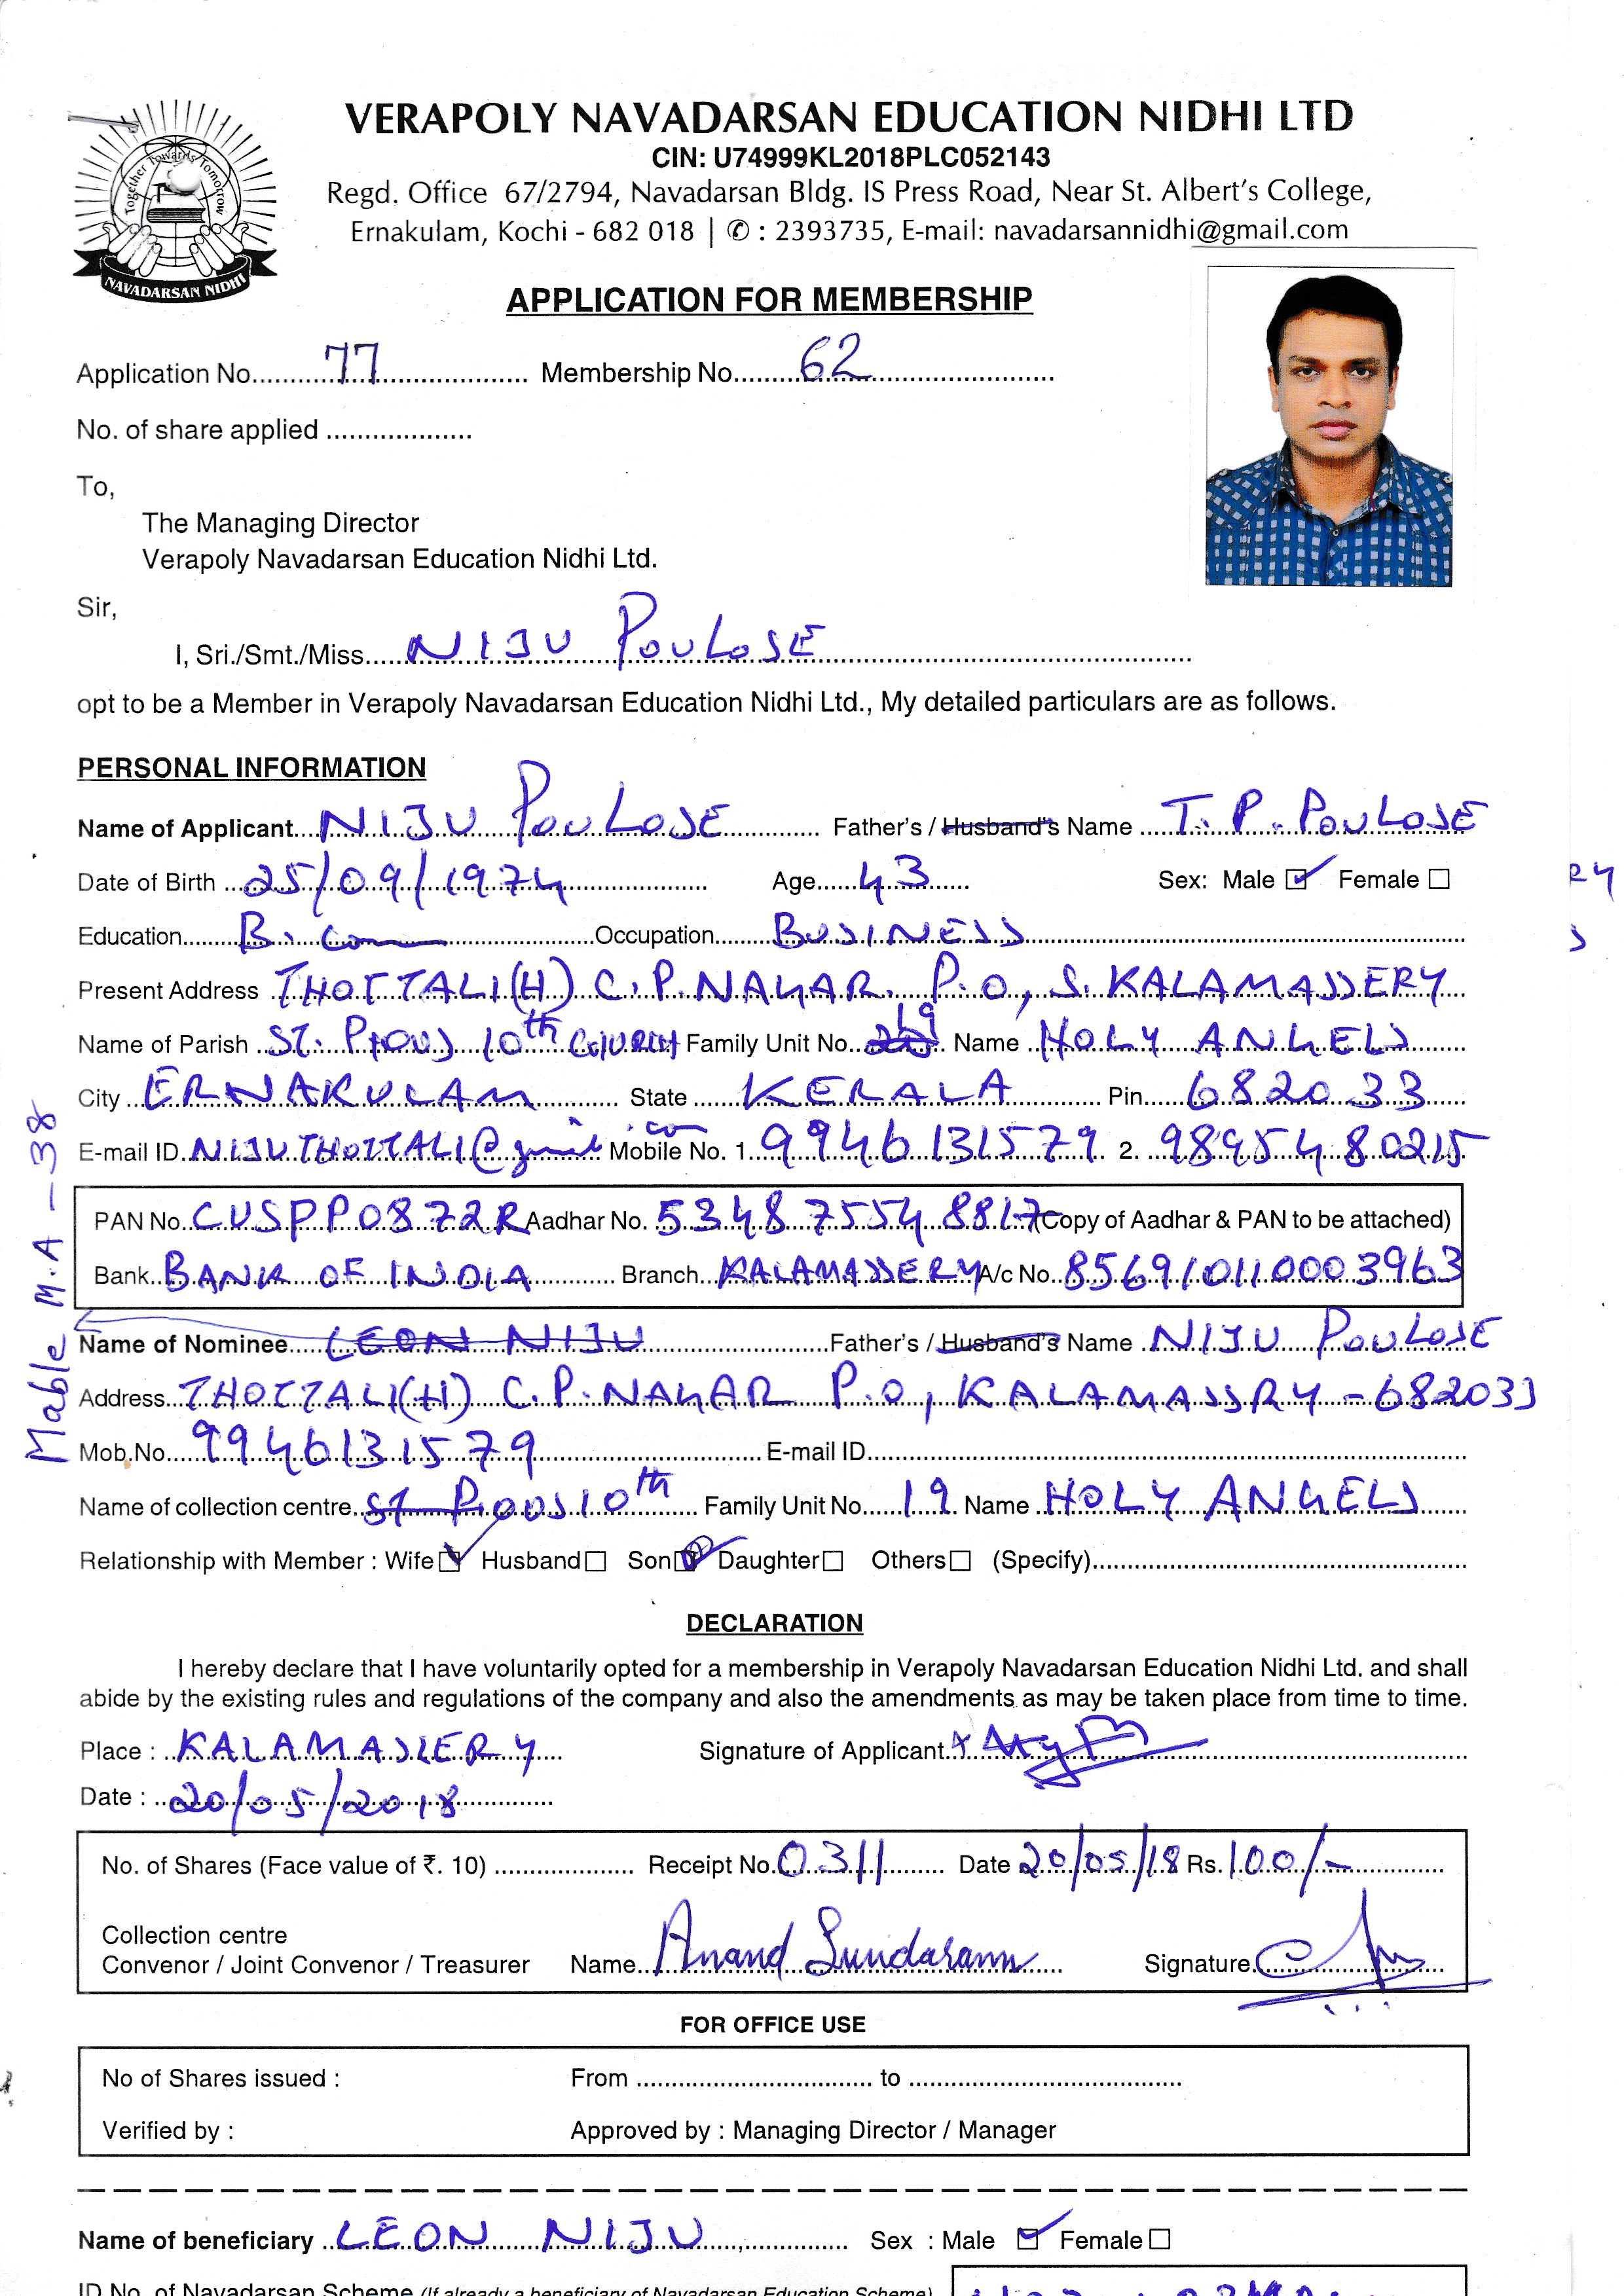 Together Towards Tomorrow
NAVADARSAN NIDHI
VERAPOLY NAVADARSAN EDUCATION NIDHI LTD
CIN: U74999KL2018PLC052143
Regd. Office 67/2794, Navadarsan Bldg. IS Press Road, Near St. Albert's College,
Ernakulam, Kochi - 682 018 | ✆ : 2393735, E-mail: navadarsannidhi@gmail.com
APPLICATION FOR MEMBERSHIP
Application No. 77 Membership No. 62
No. of share applied
To,
The Managing Director
Verapoly Navadarsan Education Nidhi Ltd.
Sir,
I, Sri./Smt./Miss. NIJU POULOSE
opt to be a Member in Verapoly Navadarsan Education Nidhi Ltd., My detailed particulars are as follows.
PERSONAL INFORMATION
Name of Applicant NIJU POULOSE Father's / Husband's Name T. P. POULOSE
Date of Birth 25/09/1974 Age 43 Sex: Male ☑ Female ☐
Education B. Com Occupation BUSINESS
Present Address THOTTALI(H) C.P.NAGAR. P.O, S. KALAMASSERY
Name of Parish ST. PIOUS 10th CHURCH Family Unit No. 19 Name HOLY ANGELS
City ERNAKULAM State KERALA Pin 682033
E-mail ID NIJUTHOTTALI@gmail.com Mobile No. 1. 9946131579 2. 9895480215
PAN No. CUSPP0872R Aadhar No. 5348 7554 8817 (Copy of Aadhar & PAN to be attached)
Bank BANK OF INDIA Branch KALAMASSERY A/c No. 856910110003963
Mable M.A - 38
Name of Nominee LEON NIJU Father's / Husband's Name NIJU POULOSE
Address THOTTALI(H) C.P.NAGAR P.O, KALAMASSRY - 682033
Mob.No. 9946131579 E-mail ID
Name of collection centre St Pious 10th Family Unit No. 19 Name HOLY ANGELS
Relationship with Member : Wife ☑ Husband ☐ Son Daughter ☐ Others ☐ (Specify)
DECLARATION
I hereby declare that I have voluntarily opted for a membership in Verapoly Navadarsan Education Nidhi Ltd. and shall
abide by the existing rules and regulations of the company and also the amendments as may be taken place from time to time.
Place : KALAMASSERY Signature of Applicant
Date : 20/05/2018
No. of Shares (Face value of ₹. 10) Receipt No. 0311 Date 20/05/18 Rs. 100/-
Collection centre
Convenor / Joint Convenor / Treasurer Name Anand Sundaram Signature
FOR OFFICE USE
No of Shares issued : From to
Verified by : Approved by : Managing Director / Manager
Name of beneficiary LEON NIJU Sex : Male ☑ Female ☐
ID No. of Navadarsan Scheme (If already a beneficiary of Navadarsan Education Scheme)